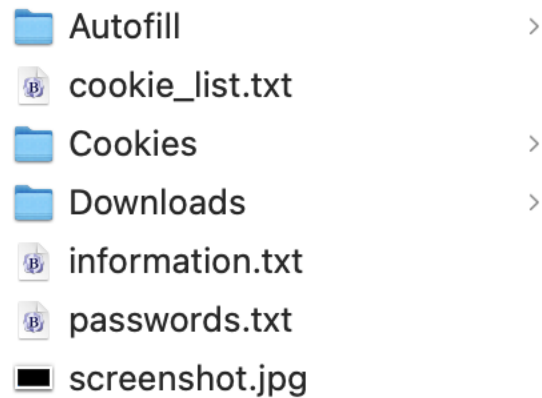 Autofill
cookie_list.txt
Cookies
Downloads
information.txt
passwords.txt
screenshot.jpg